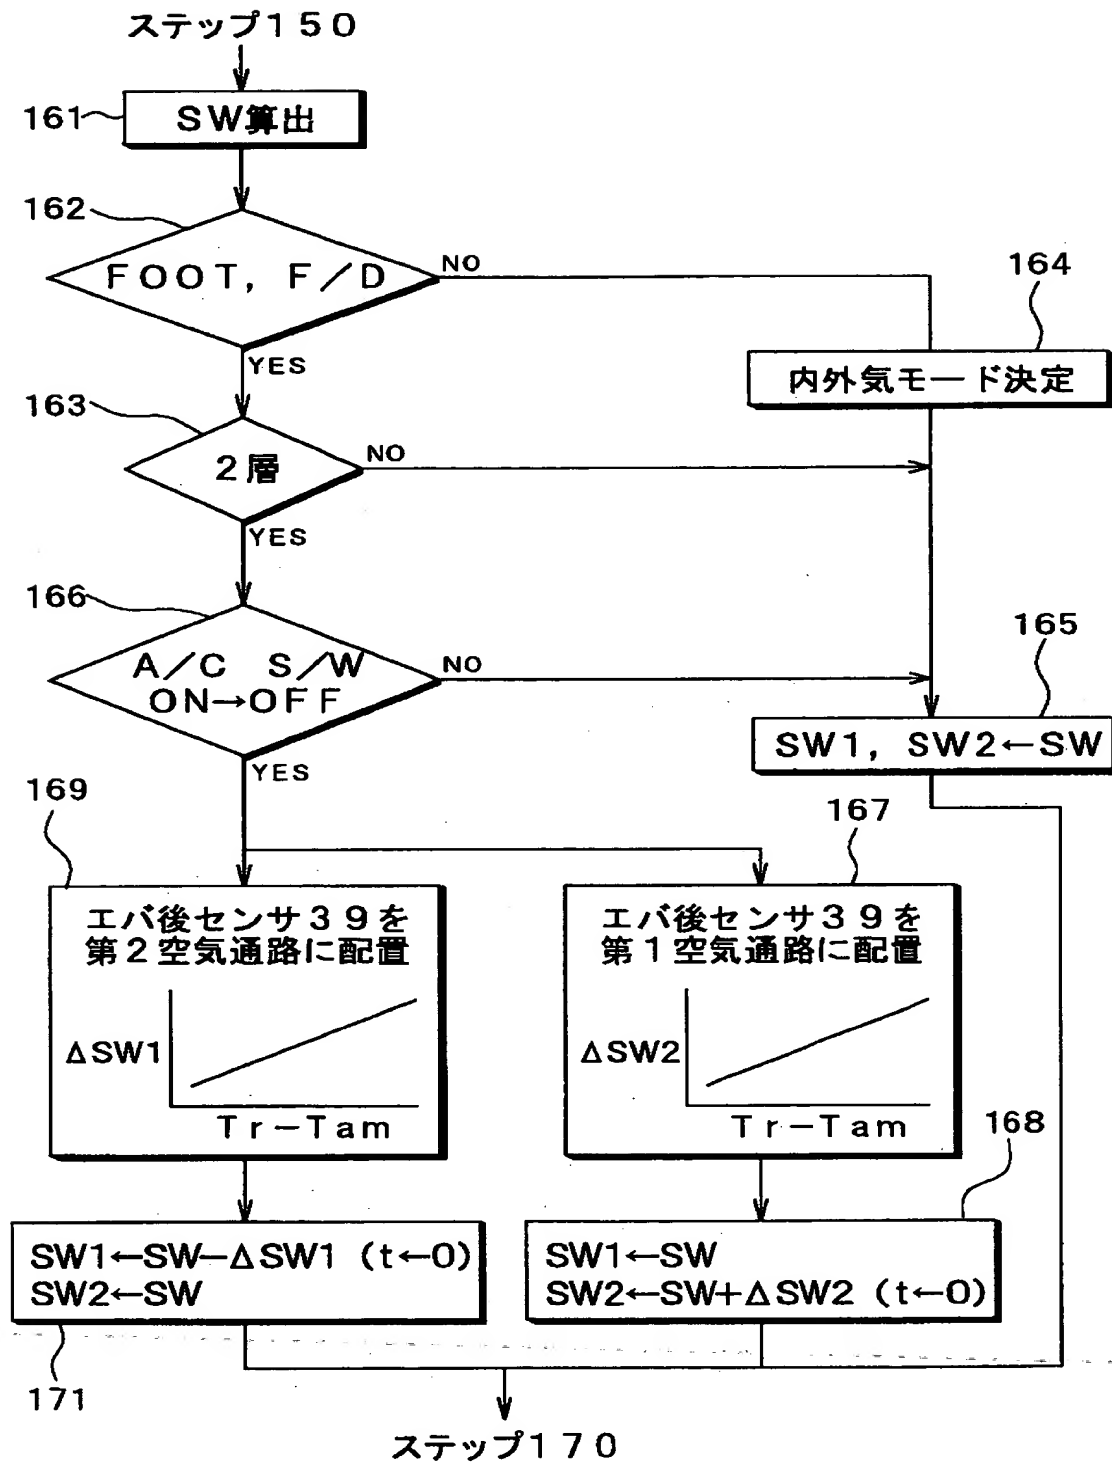 ステップ150
161
SW算出
162
FOOT, F/D
NO
164
YES
内外気モード決定
163
2層
NO
YES
166
A/C S/W
ON→OFF
NO
165
SW1, SW2←SW
YES
169
167
エバ後センサ39を
第2空気通路に配置
ΔSW1
Tr−Tam
エバ後センサ39を
第1空気通路に配置
ΔSW2
Tr−Tam
168
SW1←SW−ΔSW1 (t←0)
SW2←SW
SW1←SW
SW2←SW+ΔSW2 (t←0)
171
ステップ170